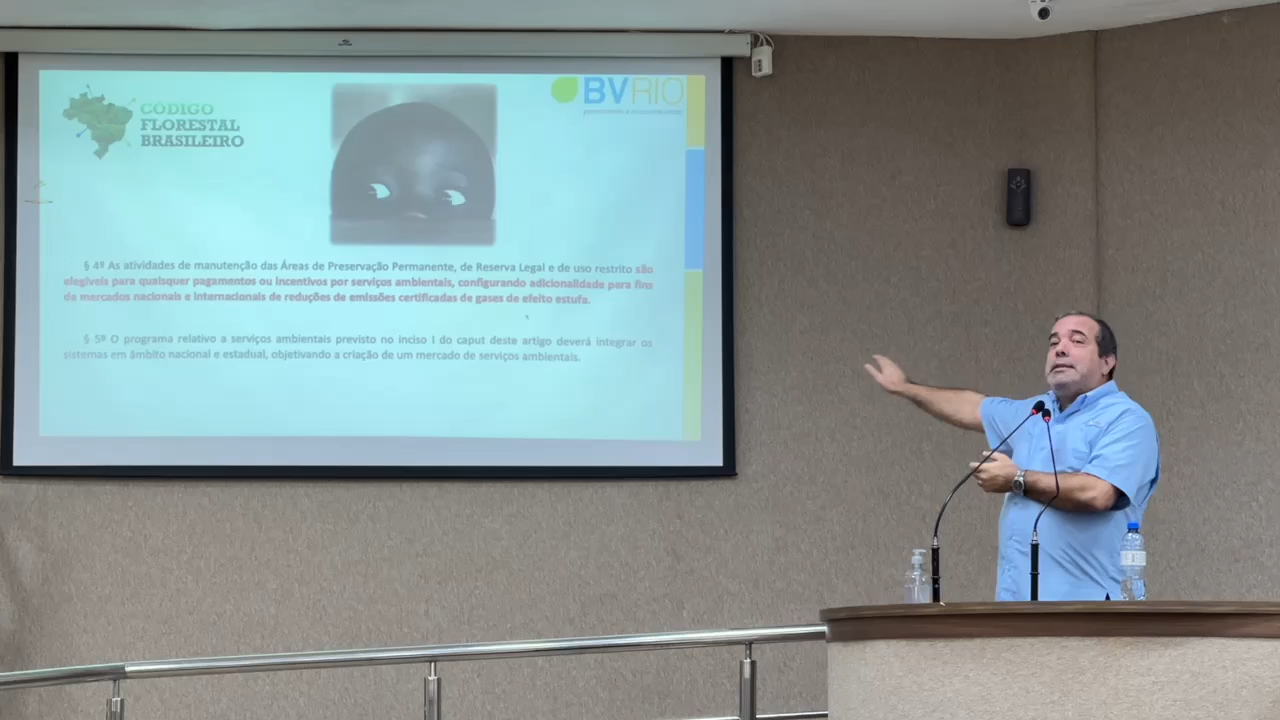 CÓDIGO
FLORESTAL
BRASILEIRO
BVRIO
§ 4º As atividades de manutenção das Áreas de Preservação Permanente, de Reserva Legal e de uso restrito são
elegíveis para quaisquer pagamentos ou incentivos por serviços ambientais, configurando adicionalidade para fins
de mercados nacionais e internacionais de reduções de emissões certificadas de gases de efeito estufa.
§ 5º O programa relativo a serviços ambientais previsto no inciso I do caput deste artigo deverá integrar os
sistemas em âmbito nacional e estadual, objetivando a criação de um mercado de serviços ambientais.